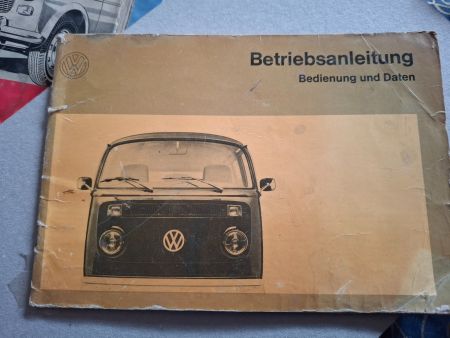 Betriebsanleitung
Bedienung und Daten